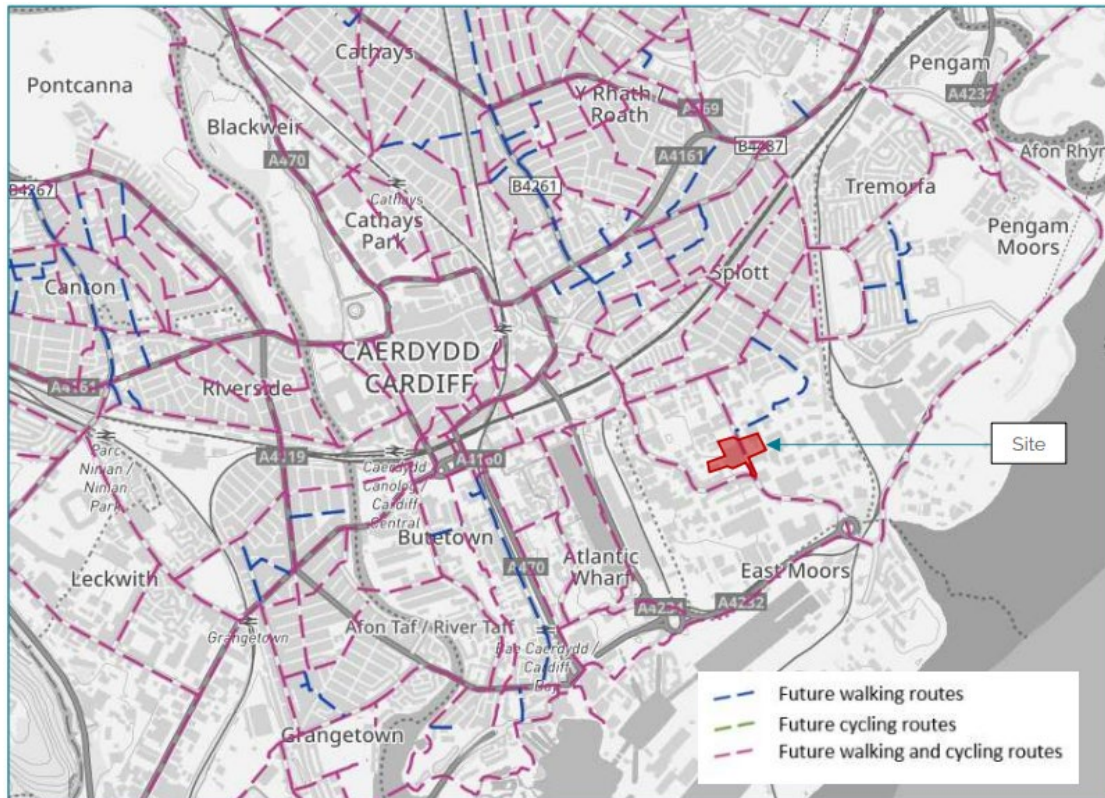 Cathays
Pengam
Pontcanna
A4232
Y Rhath /
Roath
A469
Blackweir
B4487
Afon Rhym
A470
A4161
B4267
B4261
Tremorfa
Cathays
Cathays
Park
Pengam
Moors
Canton
Splott
CAERDYDD /
CARDIFF
Riverside
A4161
Site
Parc
Ninian /
Ninian
Park
A4119
Caerdydd
Canolog /
Cardiff
Central
A4160
Butetown
Leckwith
A470
Atlantic
Wharf
East Moors
A4234
A4232
Grangetown
Afon Taf / River Taff
Bae Caerdydd /
Cardiff
Bay
Grangetown
Future walking routes
Future cycling routes
Future walking and cycling routes